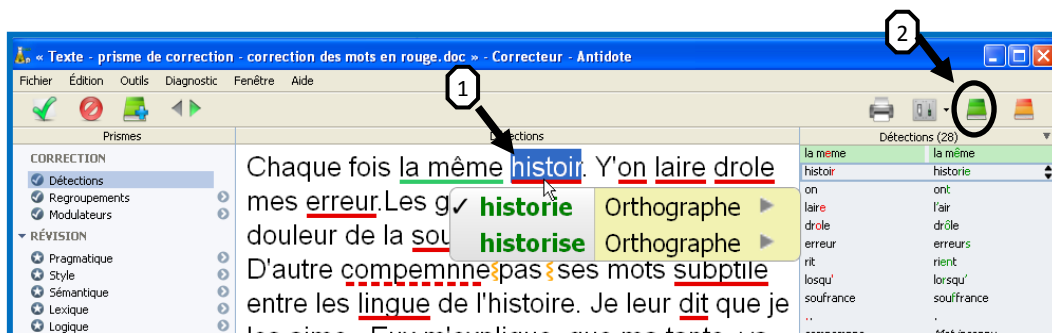 2
« Texte - prisme de correction - correction des mots en rouge.doc » - Correcteur - Antidote
Fichier Édition Outils Diagnostic Fenêtre Aide
1
Prismes
CORRECTION
Détections
Regroupements
Modulateurs
RÉVISION
Pragmatique
Style
Sémantique
Lexique
Logique
Chaque fois la même histoir. Y'on laire drole
mes erreur.Les g
douleur de la sou
D'autre compemnne pas ses mots subptile
entre les lingue de l'histoire. Je leur dit que je
historie Orthographe
historise Orthographe
Détections (28)
la meme la même
histoir historie
on ont
laire l'air
drole drôle
erreur erreurs
rit rient
losqu' lorsqu'
soufrance souffrance
.. .